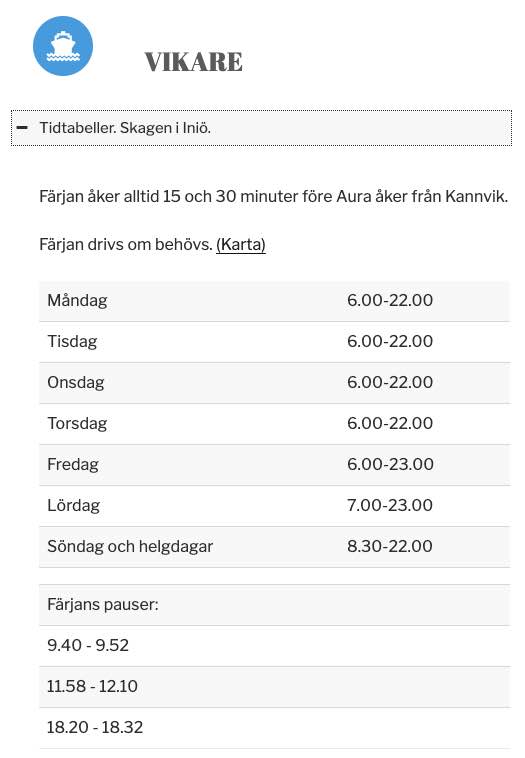 VIKARE
Tidtabeller. Skagen i Iniö.
Färjan åker alltid 15 och 30 minuter före Aura åker från Kannvik.
Färjan drivs om behövs. (Karta)
Måndag 6.00-22.00
Tisdag 6.00-22.00
Onsdag 6.00-22.00
Torsdag 6.00-22.00
Fredag 6.00-23.00
Lördag 7.00-23.00
Söndag och helgdagar 8.30-22.00
Färjans pauser:
9.40 - 9.52
11.58 - 12.10
18.20 - 18.32